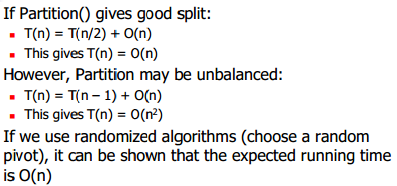 If Partition() gives good split:
▪ T(n) = T(n/2) + O(n)
▪ This gives T(n) = O(n)
However, Partition may be unbalanced:
▪ T(n) = T(n – 1) + O(n)
▪ This gives T(n) = O(n²)
If we use randomized algorithms (choose a random
pivot), it can be shown that the expected running time
is O(n)